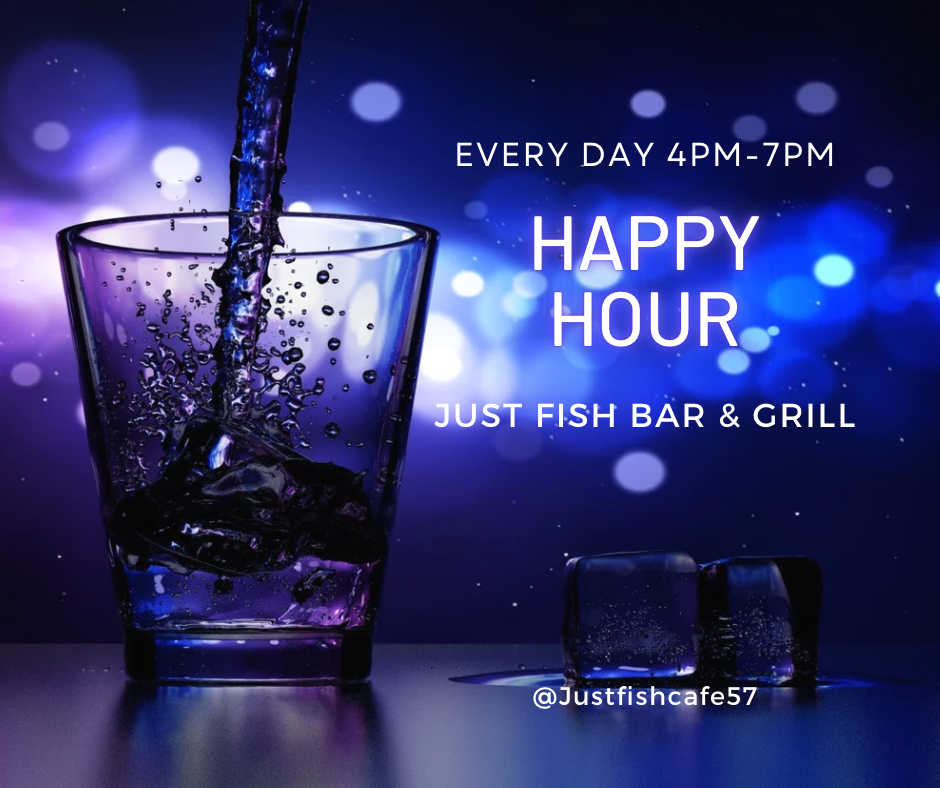 EVERY DAY 4PM-7PM
HAPPY
HOUR
JUST FISH BAR & GRILL
@Justfishcafe57